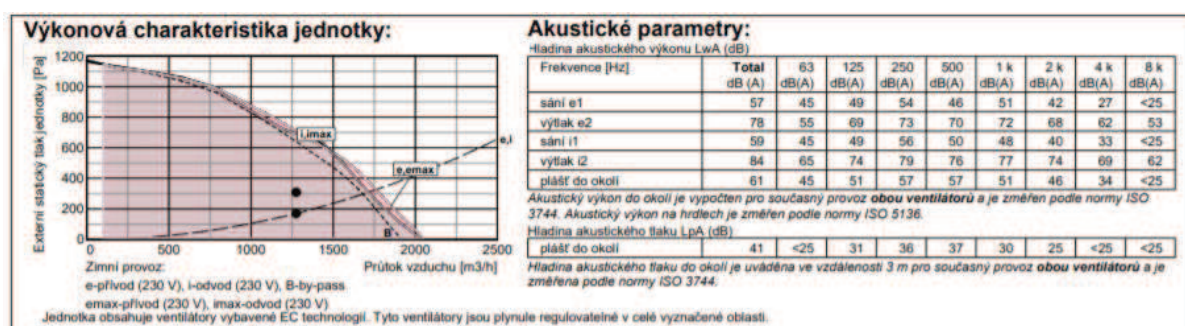 Výkonová charakteristika jednotky:
Externí statický tlak jednotky [Pa]
1200
1000
800
600
400
200
0
i,imax
e,emax
e,i
B
0 500 1000 1500 2000 2500
Zimní provoz: Průtok vzduchu [m3/h]
e-přívod (230 V), i-odvod (230 V), B-by-pass
emax-přívod (230 V), imax-odvod (230 V)
Jednotka obsahuje ventilátory vybavené EC technologií. Tyto ventilátory jsou plynule regulovatelné v celé vyznačené oblasti.
Akustické parametry:
Hladina akustického výkonu LwA (dB)
Frekvence [Hz] Total 63 125 250 500 1 k 2 k 4 k 8 k
dB (A) dB(A) dB(A) dB(A) dB(A) dB(A) dB(A) dB(A) dB(A)
sání e1 57 45 49 54 46 51 42 27 <25
výtlak e2 78 55 69 73 70 72 68 62 53
sání i1 59 45 49 56 50 48 40 33 <25
výtlak i2 84 65 74 79 76 77 74 69 62
plášť do okolí 61 45 51 57 57 51 46 34 <25
Akustický výkon do okolí je vypočten pro současný provoz obou ventilátorů a je změřen podle normy ISO
3744. Akustický výkon na hrdlech je změřen podle normy ISO 5136.
Hladina akustického tlaku LpA (dB)
plášť do okolí 41 <25 31 36 37 30 25 <25 <25
Hladina akustického tlaku do okolí je uváděna ve vzdálenosti 3 m pro současný provoz obou ventilátorů a je
změřena podle normy ISO 3744.